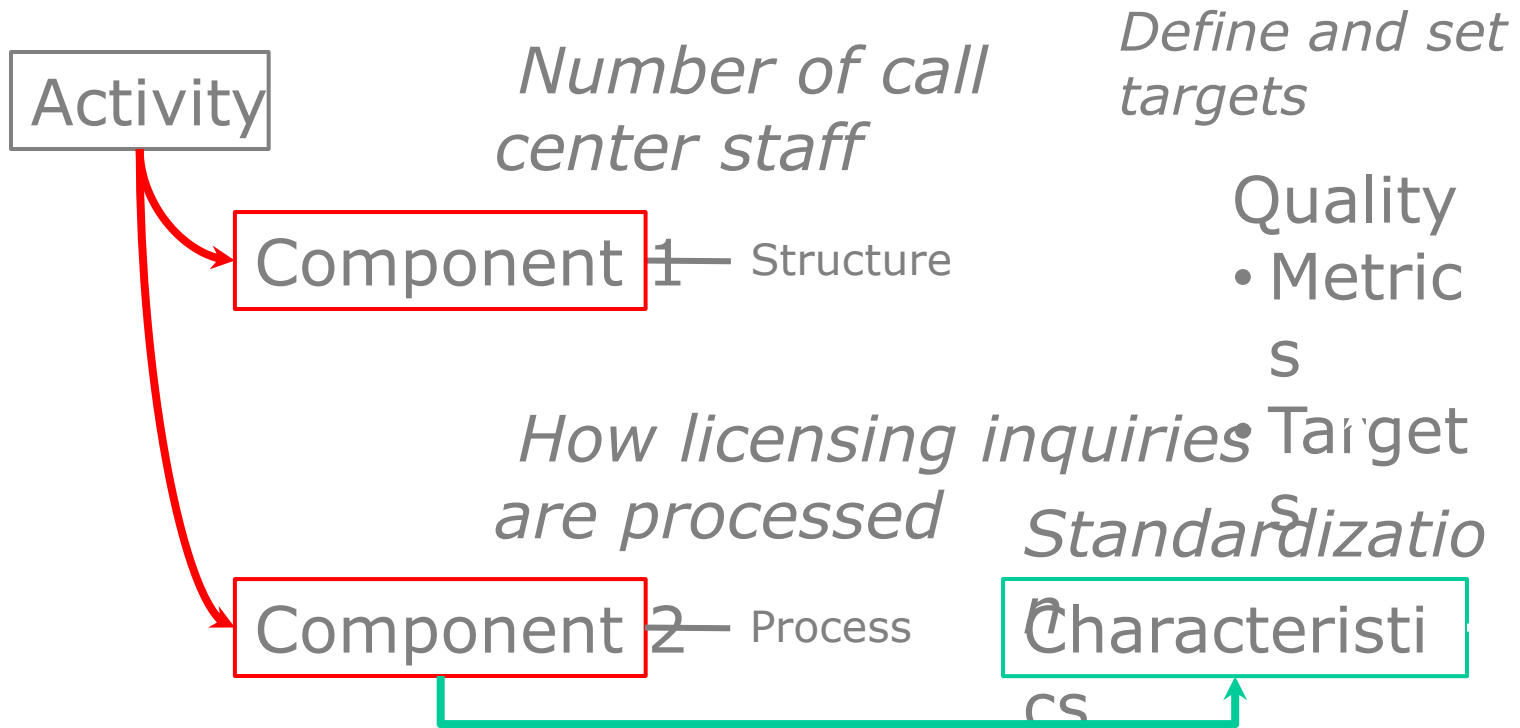 Define and set
targets
Number of call
center staff
Activity
Quality
Component 1
Structure
• Metric
s
How licensing inquiries
are processed
• Target
s
Standardizatio
n
Component 2
Process
Characteristi
cs